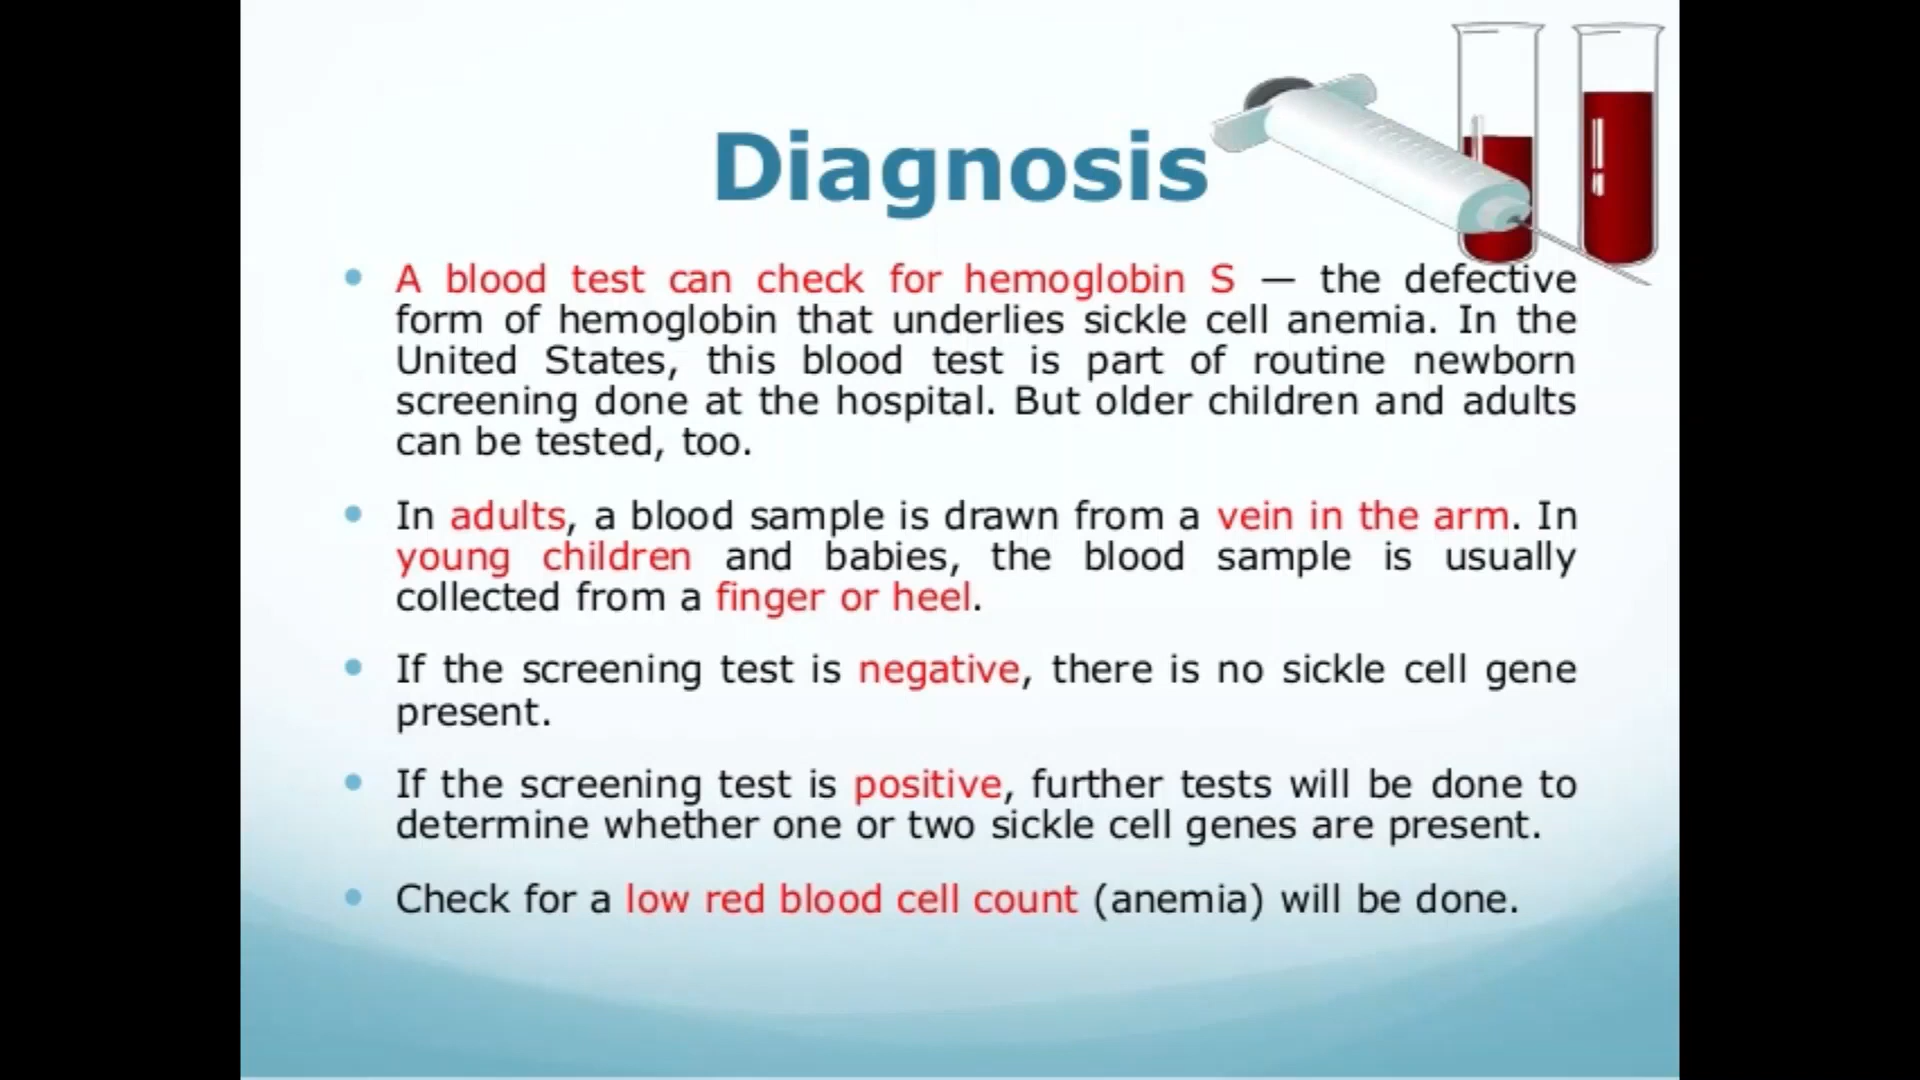 Diagnosis
A blood test can check for hemoglobin S — the defective
form of hemoglobin that underlies sickle cell anemia. In the
United States, this blood test is part of routine newborn
screening done at the hospital. But older children and adults
can be tested, too.
In adults, a blood sample is drawn from a vein in the arm. In
young children and babies, the blood sample is usually
collected from a finger or heel.
If the screening test is negative, there is no sickle cell gene
present.
If the screening test is positive, further tests will be done to
determine whether one or two sickle cell genes are present.
Check for a low red blood cell count (anemia) will be done.